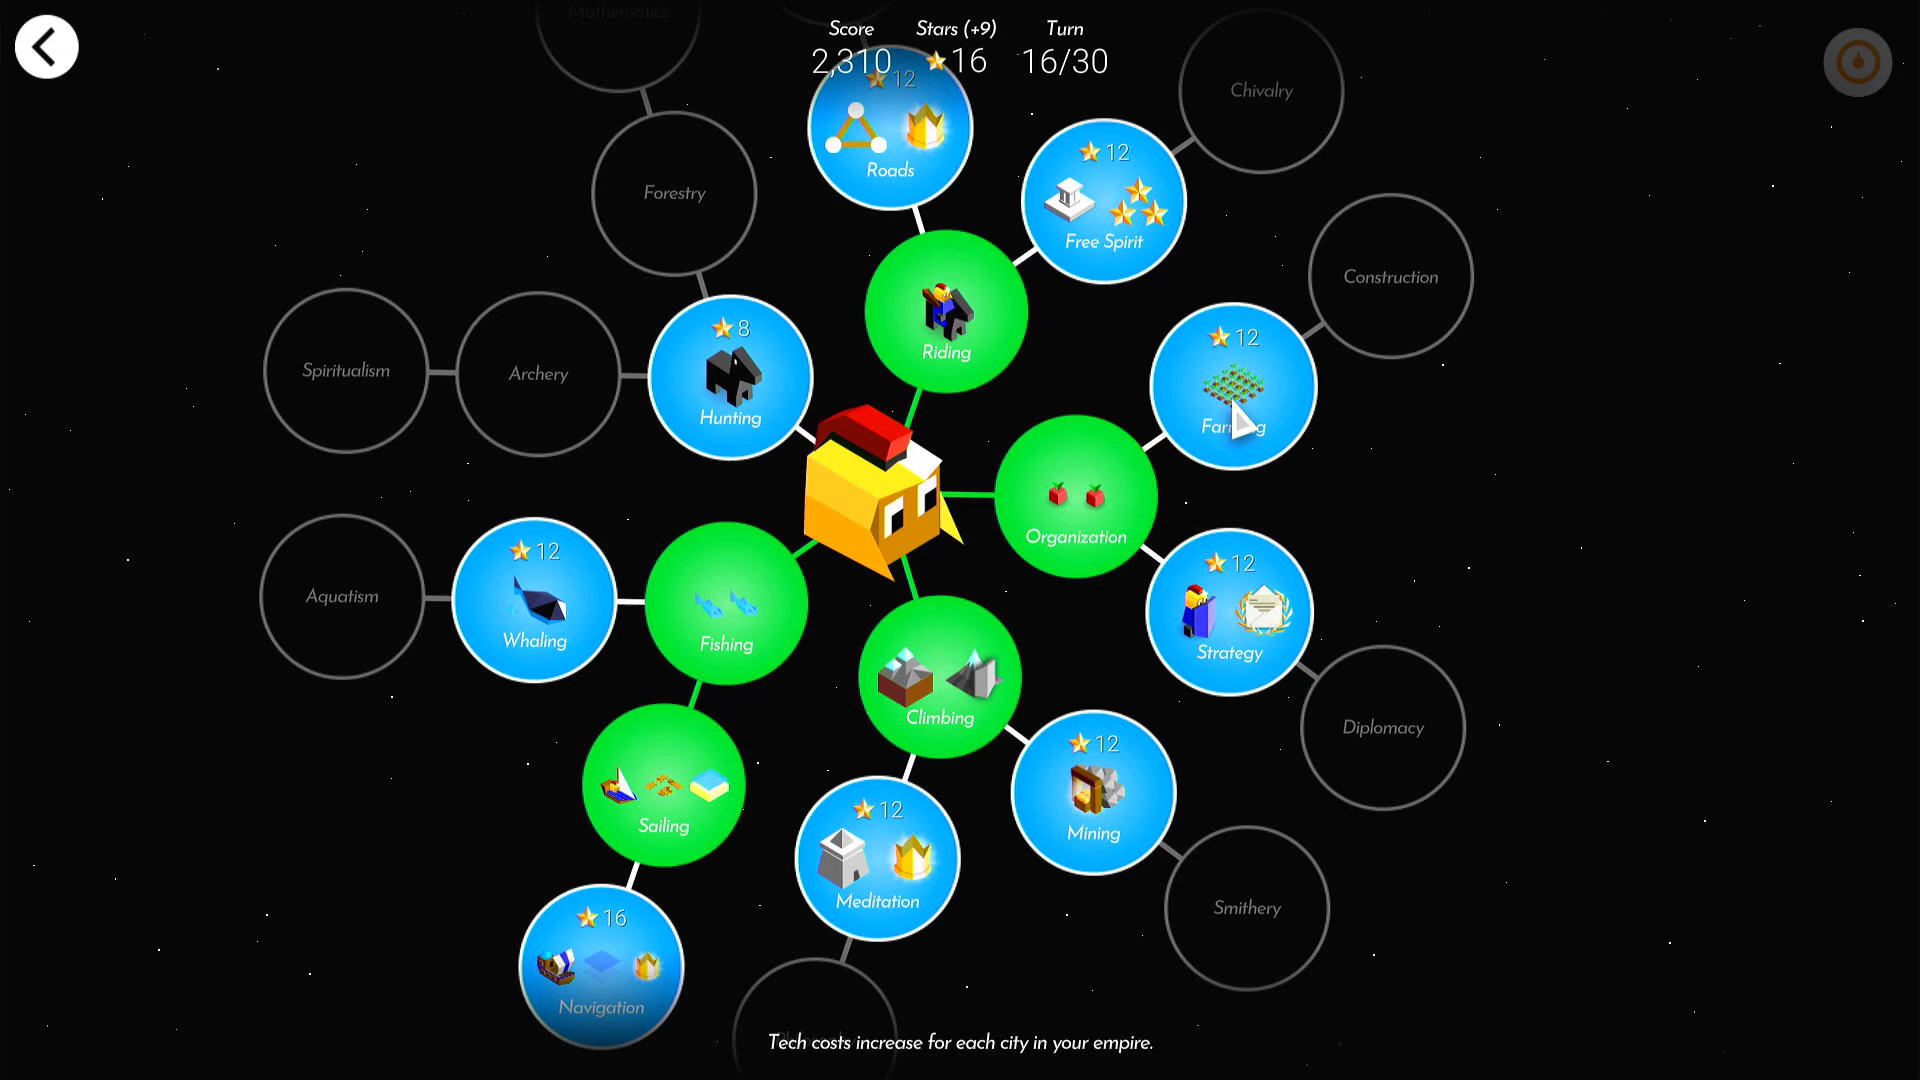 Mathematics
Score
Stars (+9)
Turn
2,310
16
16/30
12
Roads
Chivalry
12
Free Spirit
Forestry
Construction
Riding
12
Farming
8
Hunting
Archery
Spiritualism
Organization
12
Strategy
12
Whaling
Aquatism
Fishing
Climbing
Diplomacy
12
Mining
Sailing
12
Meditation
Smithery
16
Navigation
Tech costs increase for each city in your empire.